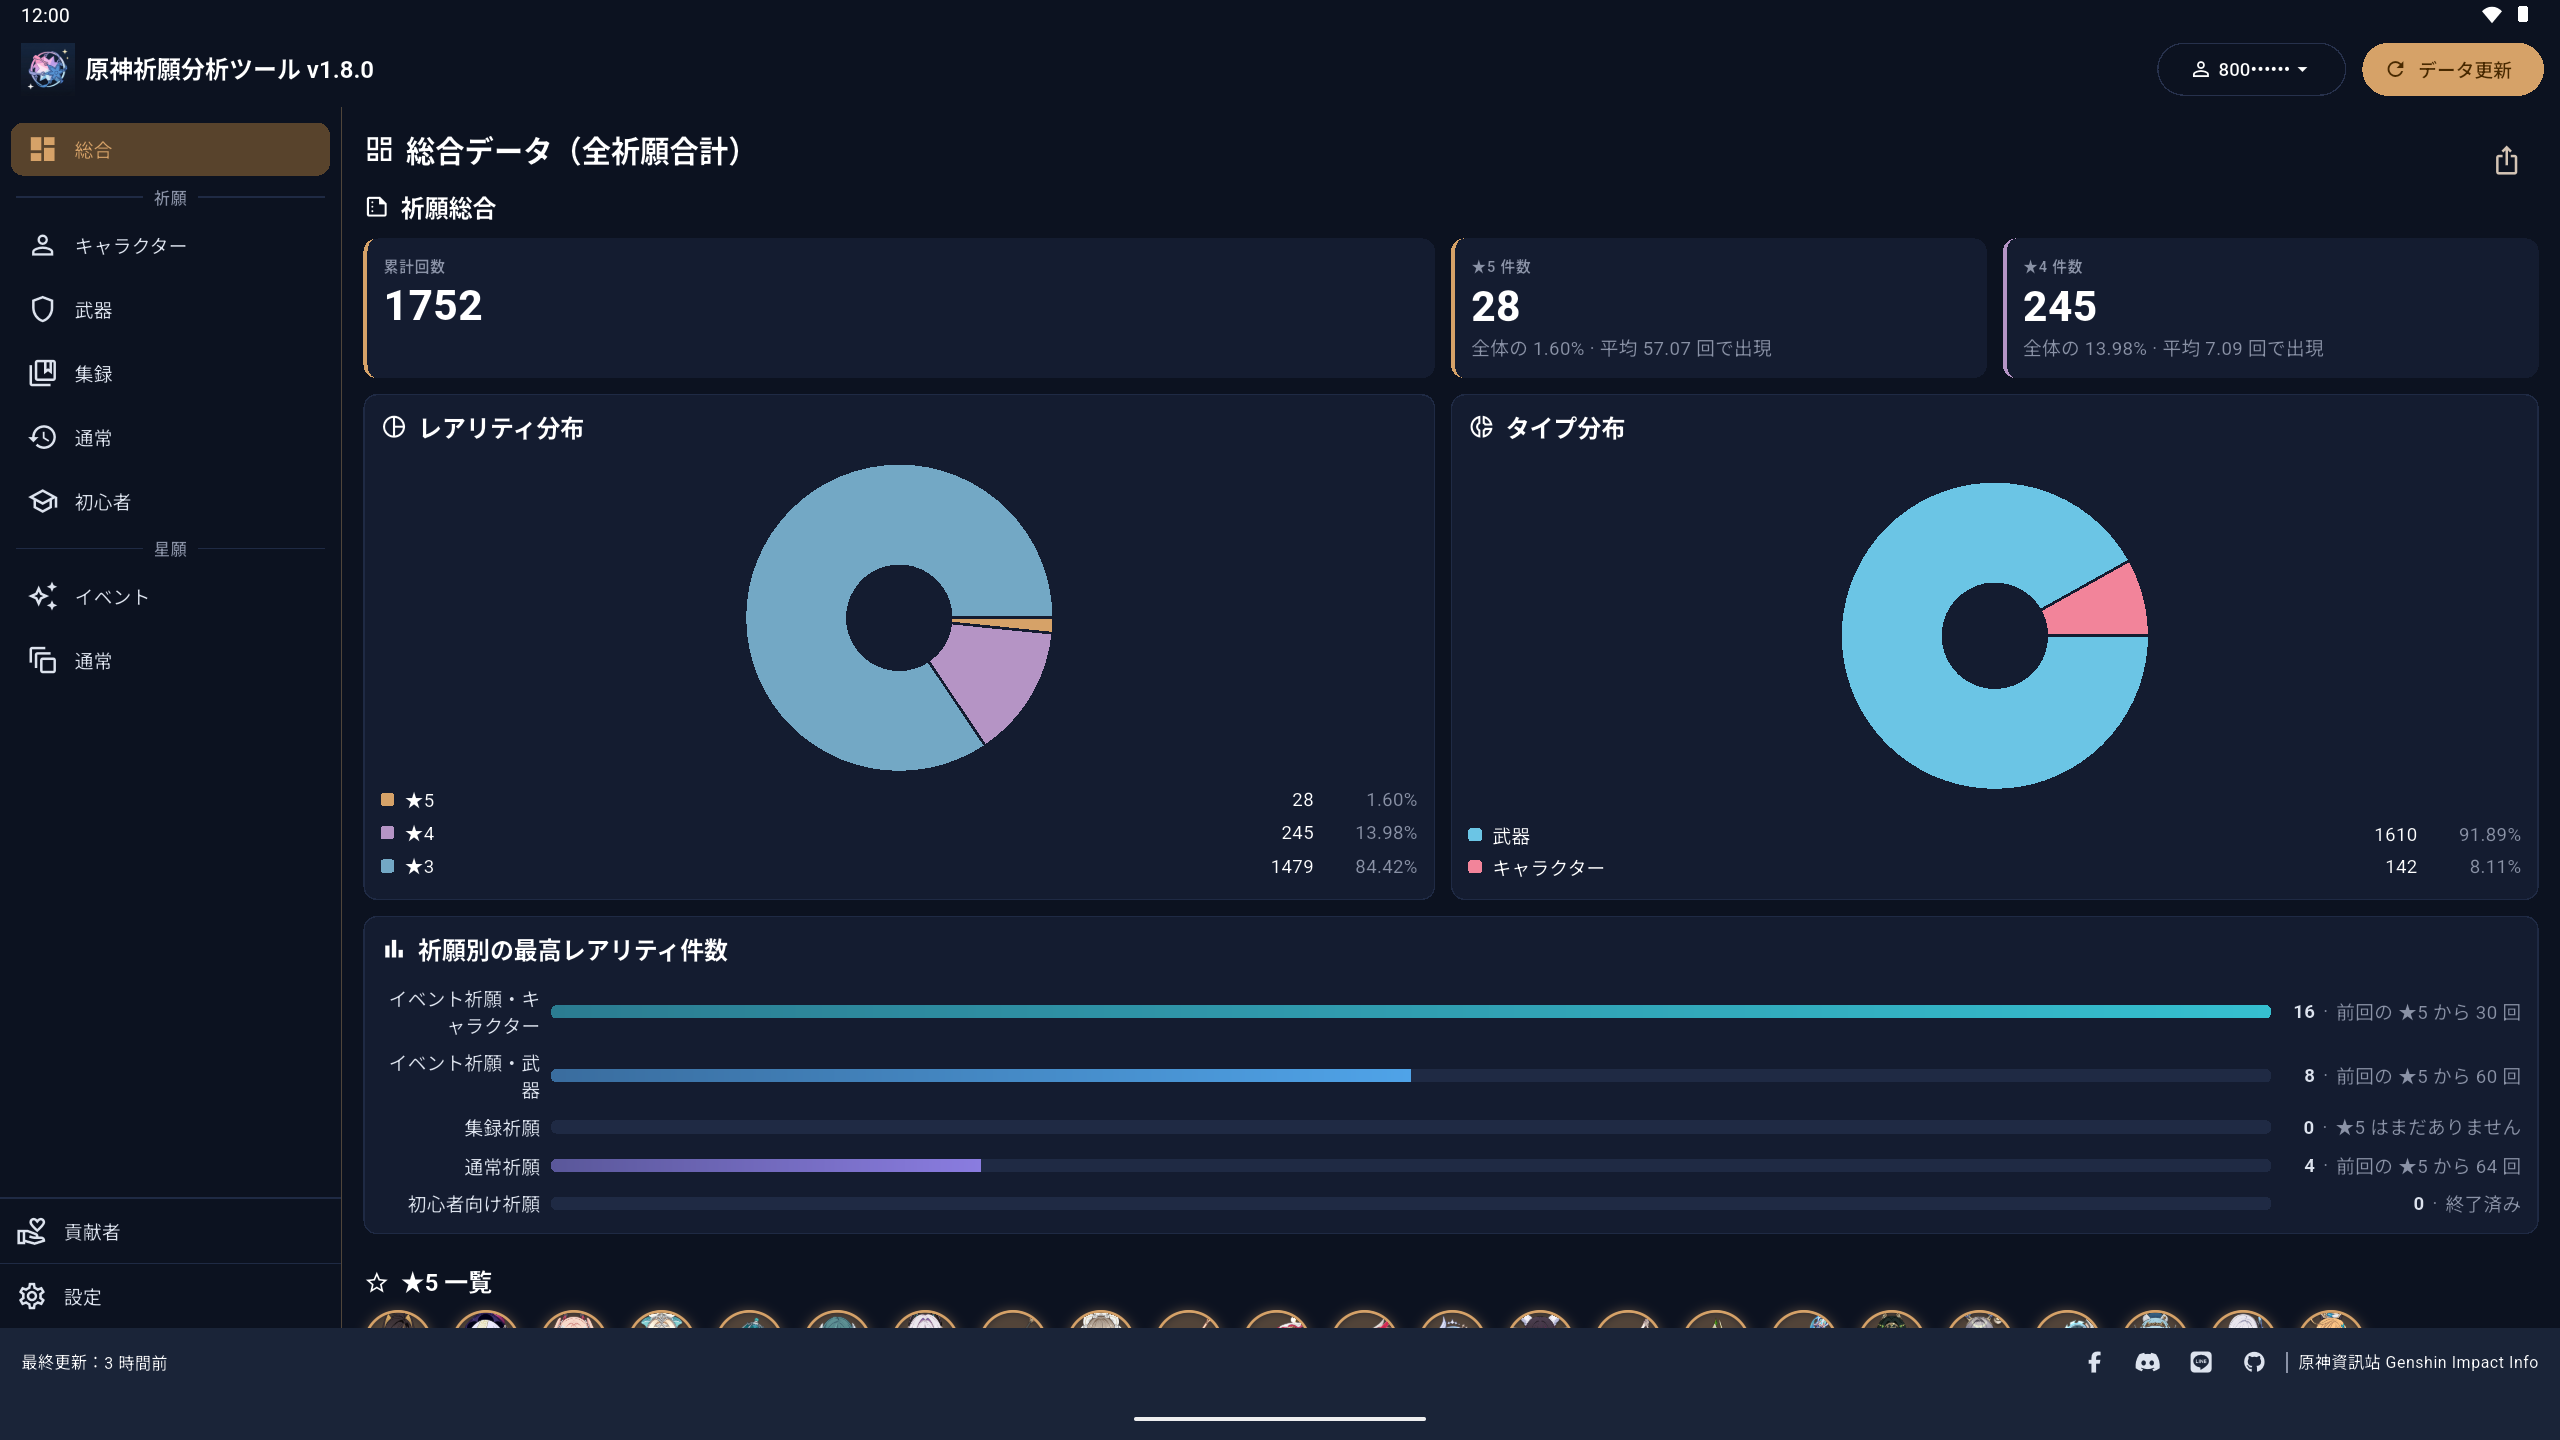 12:00
原神祈願分析ツール v1.8.0
800••••••
データ更新
総合
祈願
キャラクター
武器
集録
通常
初心者
星願
イベント
通常
貢献者
設定
総合データ（全祈願合計）
祈願総合
累計回数
1752
★5 件数
28
全体の 1.60% · 平均 57.07 回で出現
★4 件数
245
全体の 13.98% · 平均 7.09 回で出現
レアリティ分布
★5 28 1.60%
★4 245 13.98%
★3 1479 84.42%
タイプ分布
武器 1610 91.89%
キャラクター 142 8.11%
祈願別の最高レアリティ件数
イベント祈願・キ
ャラクター
16 · 前回の ★5 から 30 回
イベント祈願・武
器
8 · 前回の ★5 から 60 回
集録祈願 0 · ★5 はまだありません
通常祈願 4 · 前回の ★5 から 64 回
初心者向け祈願 0 · 終了済み
★5 一覧
最終更新：3 時間前
原神資訊站 Genshin Impact Info